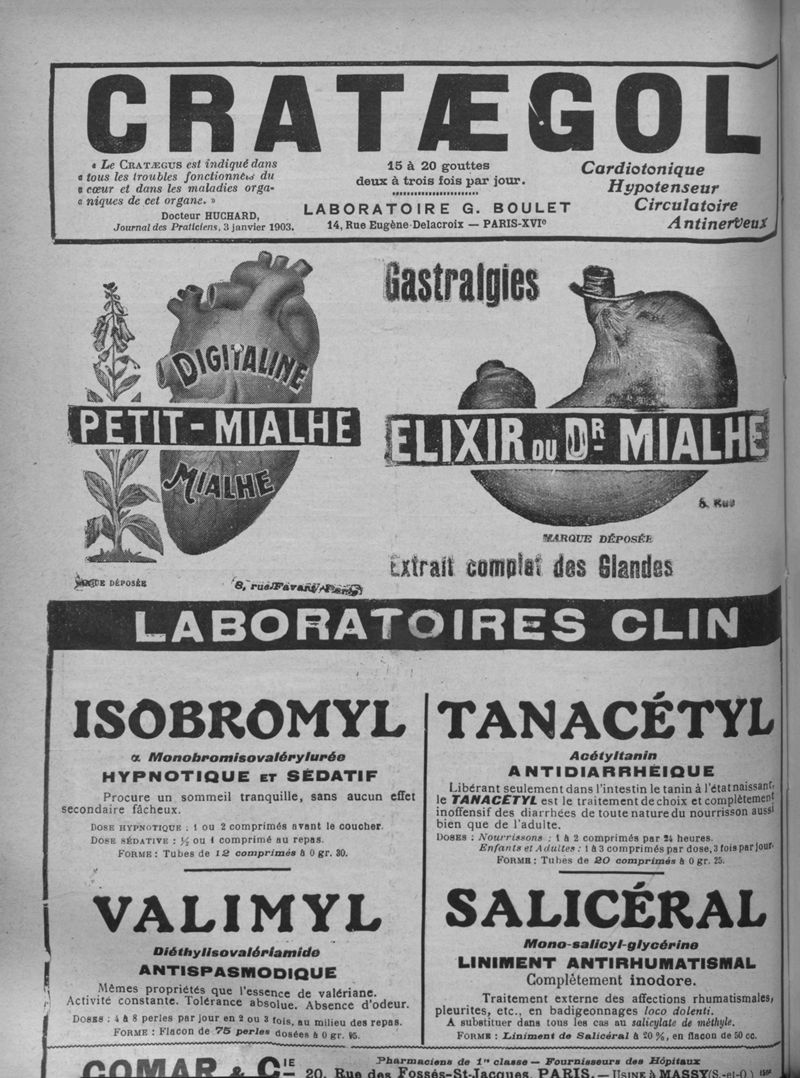 CRATÆGOL
« Le CRATÆGUS est indiqué dans
« tous les troubles fonctionnels du
« cœur et dans les maladies orga-
« niques de cet organe. »
Docteur HUCHARD,
Journal des Praticiens, 3 janvier 1903.
15 à 20 gouttes
deux à trois fois par jour.
LABORATOIRE G. BOULET
14, Rue Eugène-Delacroix — PARIS-XVIe
Cardiotonique
Hypotenseur
Circulatoire
Antinerveux
DIGITALINE
PETIT-MIALHE
MIALHE
MARQUE DÉPOSÉE
8, rue Favart, Paris
Gastralgies
ELIXIR DU DR MIALHE
8, Rue
MARQUE DÉPOSÉE
Extrait complet des Glandes
LABORATOIRES CLIN
ISOBROMYL
α Monobromisovalérylurée
HYPNOTIQUE ET SÉDATIF
Procure un sommeil tranquille, sans aucun effet
secondaire fâcheux.
DOSE HYPNOTIQUE : 1 ou 2 comprimés avant le coucher.
DOSE SÉDATIVE : ½ ou 1 comprimé au repas.
FORME : Tubes de 12 comprimés à 0 gr. 30.
TANACÉTYL
Acétyltanin
ANTIDIARRHÉIQUE
Libérant seulement dans l'intestin le tanin à l'état naissant,
le TANACÉTYL est le traitement de choix et complètement
inoffensif des diarrhées de toute nature du nourrisson aussi
bien que de l'adulte.
DOSES : Nourrissons : 1 à 2 comprimés par 24 heures.
Enfants et Adultes : 1 à 3 comprimés par dose, 3 fois par jour.
FORME : Tubes de 20 comprimés à 0 gr. 25.
VALIMYL
Diéthylisovalériamide
ANTISPASMODIQUE
Mêmes propriétés que l'essence de valériane.
Activité constante. Tolérance absolue. Absence d'odeur.
DOSES : 4 à 8 perles par jour en 2 ou 3 fois, au milieu des repas.
FORME : Flacon de 75 perles dosées à 0 gr. 05.
SALICÉRAL
Mono-salicyl-glycérine
LINIMENT ANTIRHUMATISMAL
Complètement inodore.
Traitement externe des affections rhumatismales,
pleurites, etc., en badigeonnages loco dolenti.
A substituer dans tous les cas au salicylate de méthyle.
FORME : Liniment de Salicéral à 20 %, en flacon de 50 cc.
COMAR & CIE
Pharmaciens de 1re classe — Fournisseurs des Hôpitaux
20, Rue des Fossés-St-Jacques, PARIS. — USINE à MASSY (S.-et-O.)